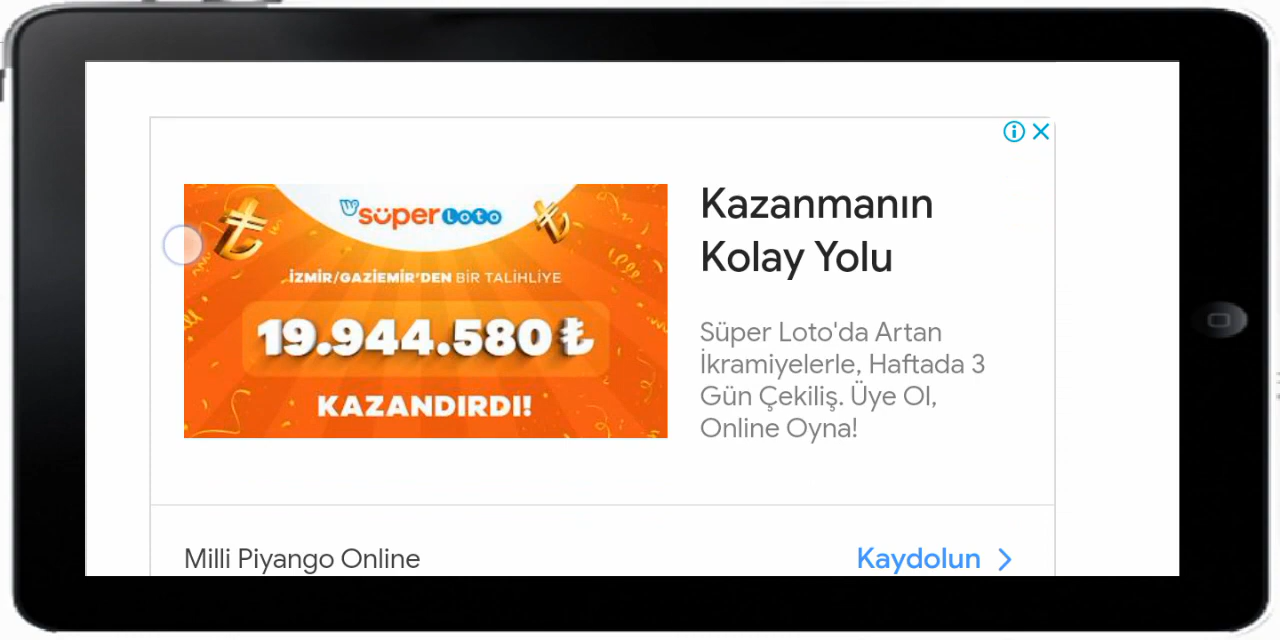 süper Loto
İZMİR/GAZİEMİR'DEN BİR TALİHLİYE
19.944.580₺
KAZANDIRDI!
Kazanmanın
Kolay Yolu
Süper Loto'da Artan
İkramiyelerle, Haftada 3
Gün Çekiliş. Üye Ol,
Online Oyna!
Milli Piyango Online
Kaydolun